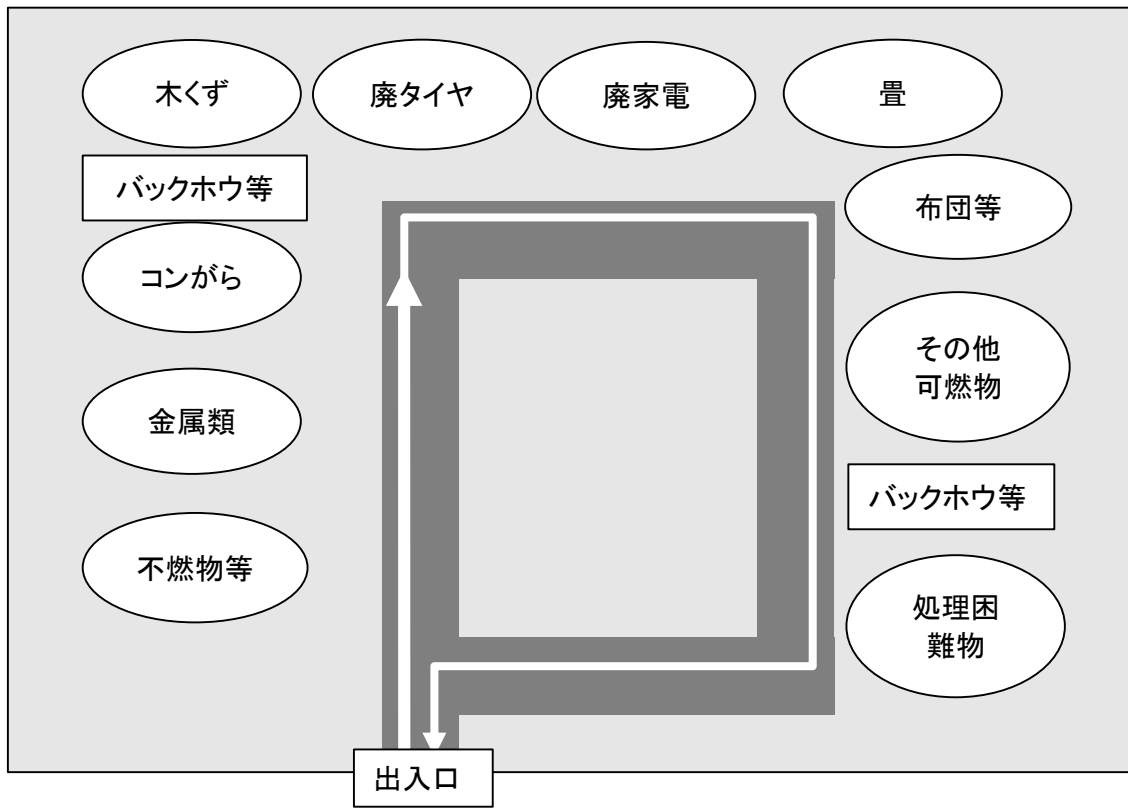 木くず
廃タイヤ
廃家電
畳
バックホウ等
布団等
コンがら
その他
可燃物
金属類
バックホウ等
不燃物等
処理困
難物
出入口